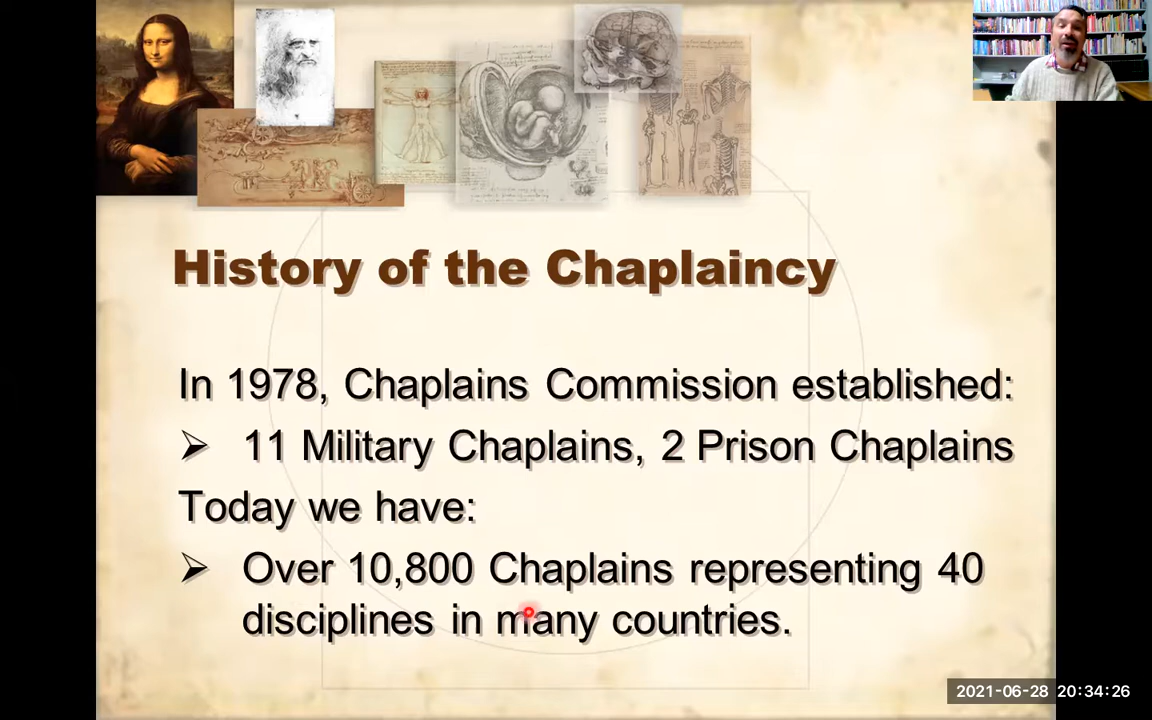 History of the Chaplaincy
In 1978, Chaplains Commission established:
➢ 11 Military Chaplains, 2 Prison Chaplains
Today we have:
➢ Over 10,800 Chaplains representing 40
disciplines in many countries.
2021-06-28 20:34:26